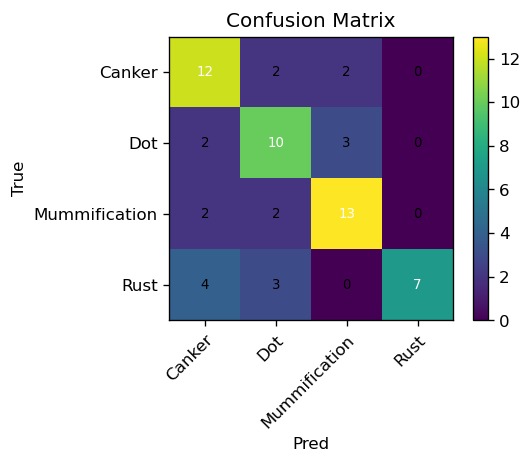 Confusion Matrix
True
Canker 12 2 2 0
Dot 2 10 3 0
Mummification 2 2 13 0
Rust 4 3 0 7
Canker Dot Mummification Rust
Pred
12
10
8
6
4
2
0